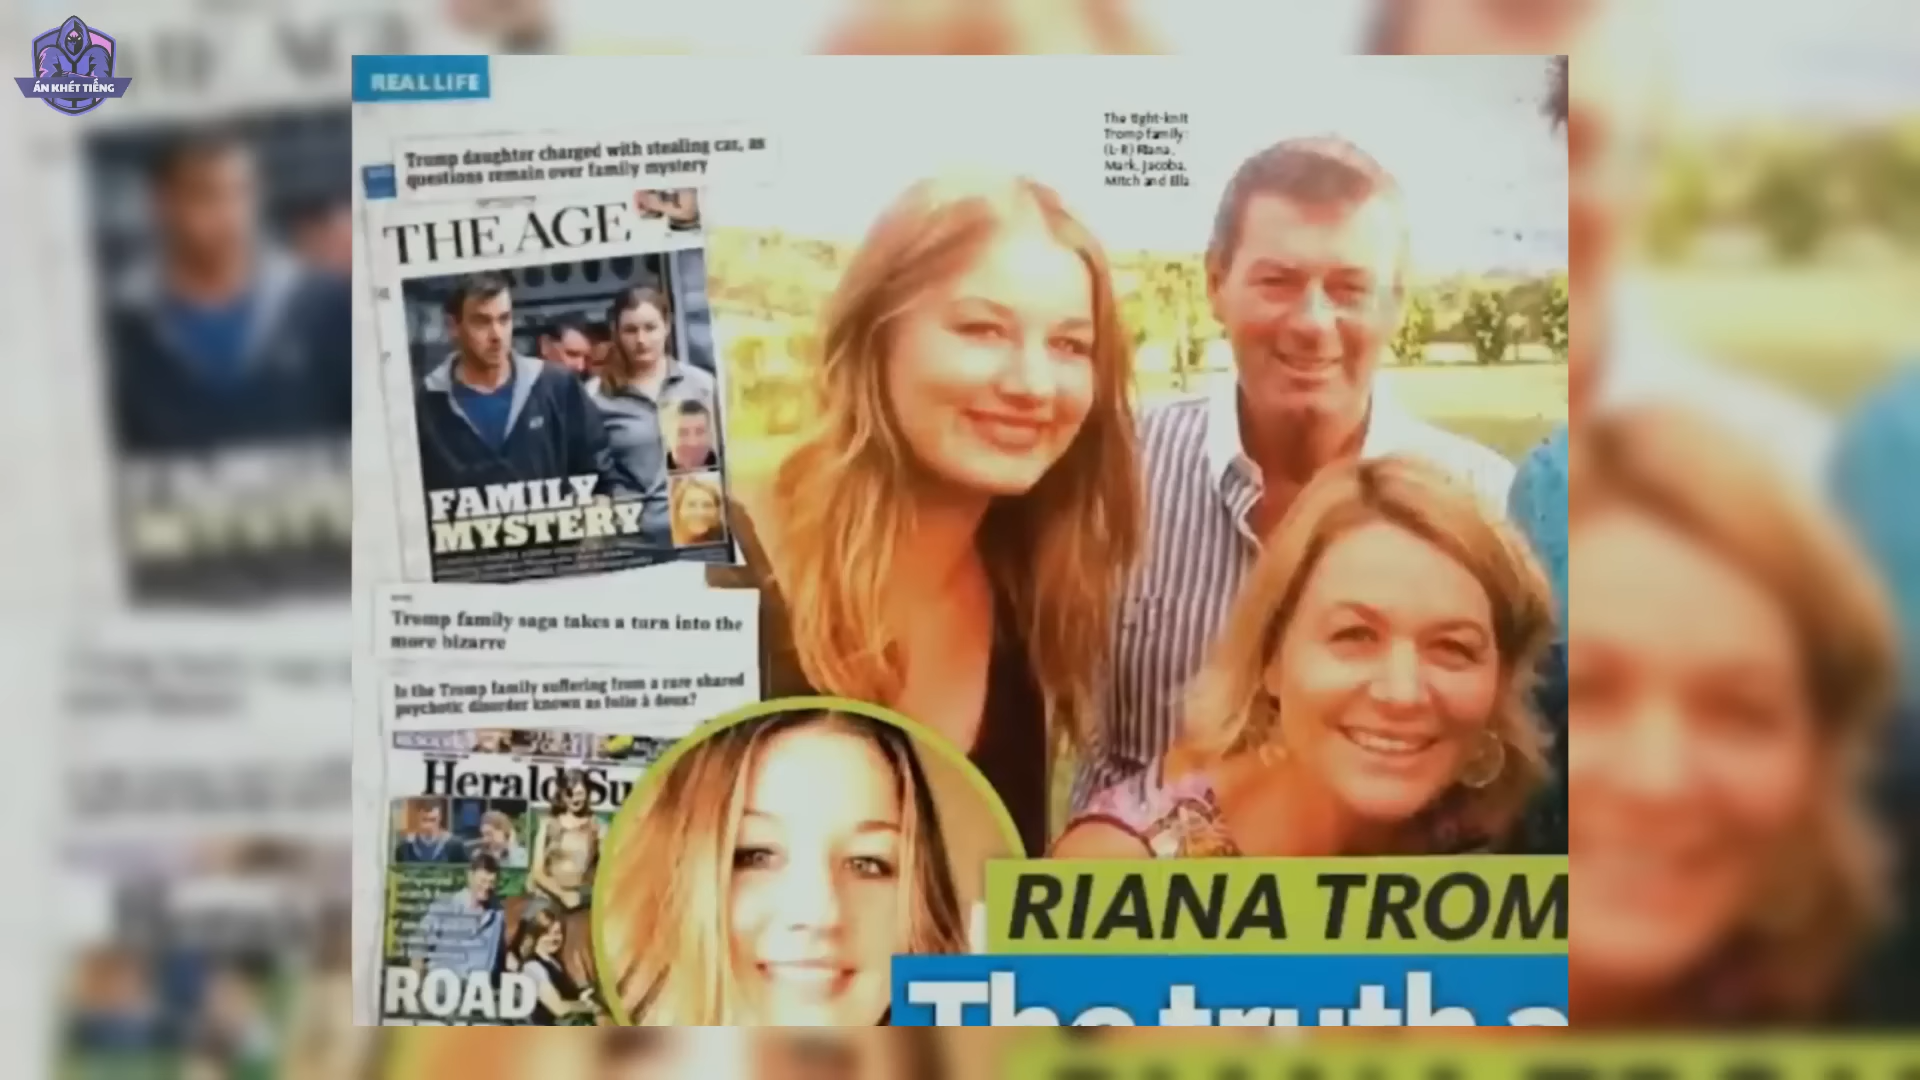 ÁN KHÉT TIẾNG
REAL LIFE
Tromp daughter charged with stealing car, as
questions remain over family mystery
THE AGE
FAMILY
MYSTERY
Tromp family saga takes a turn into the
more bizarre
Is the Tromp family suffering from a rare shared
psychotic disorder known as folie à deux?
Herald Su
ROAD
The tight-knit
Tromp family:
(L-R) Riana,
Mark, Jacoba,
Mitch and Ella
RIANA TROM
The truth a